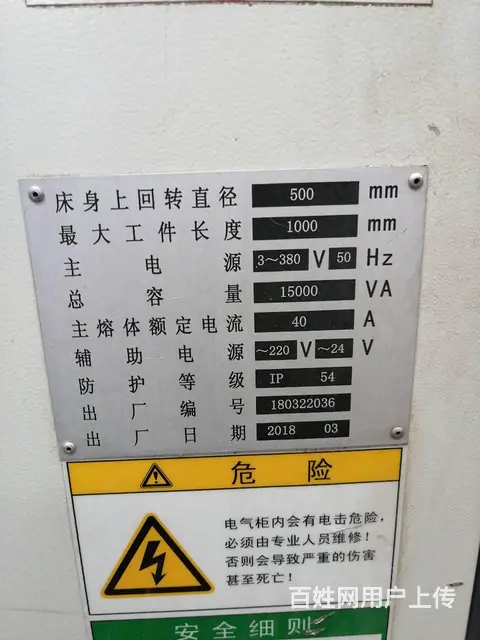 床身上回转直径 500 mm
最大工件长度 1000 mm
主电源 3～380 V 50 Hz
总容量 15000 VA
主熔体额定电流 40 A
辅助电源 ～220 V ～24 V
防护等级 IP 54
出厂编号 180322036
出厂日期 2018 03
危险
电气柜内会有电击危险，
必须由专业人员维修！
否则会导致严重的伤害
甚至死亡！
安全细则
百姓网用户上传